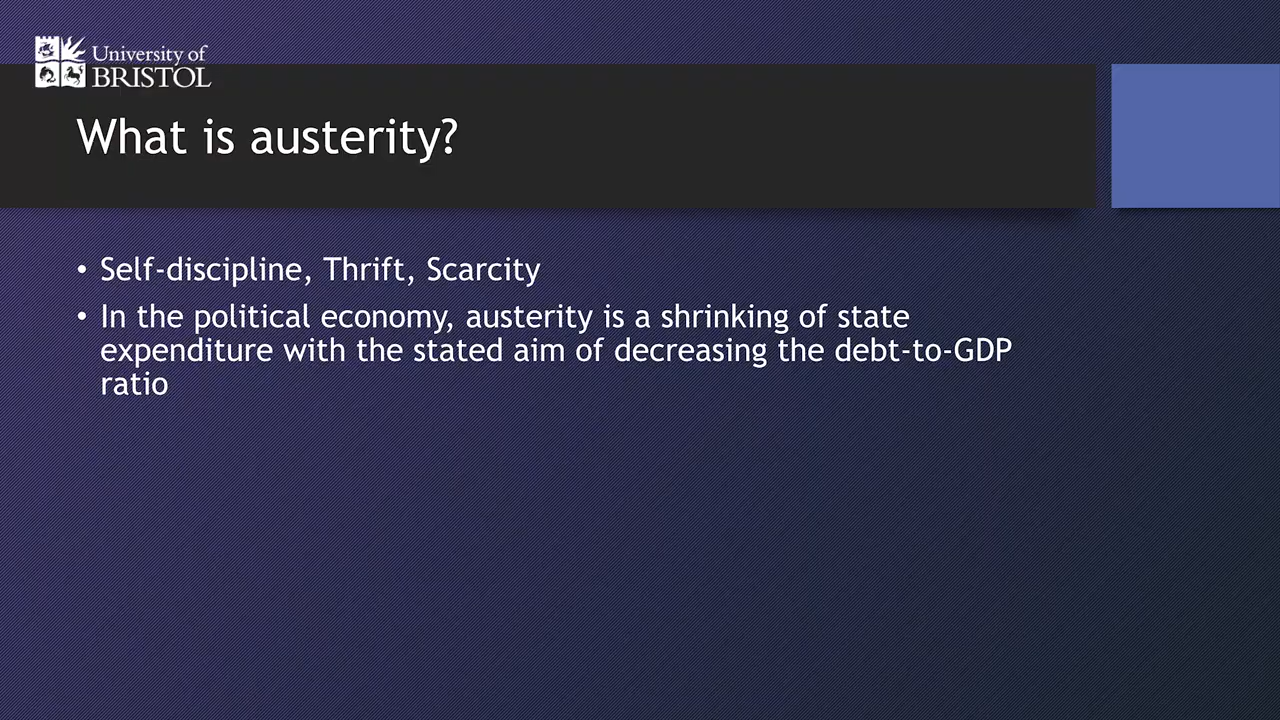 University of
BRISTOL
What is austerity?
• Self-discipline, Thrift, Scarcity
• In the political economy, austerity is a shrinking of state
expenditure with the stated aim of decreasing the debt-to-GDP
ratio